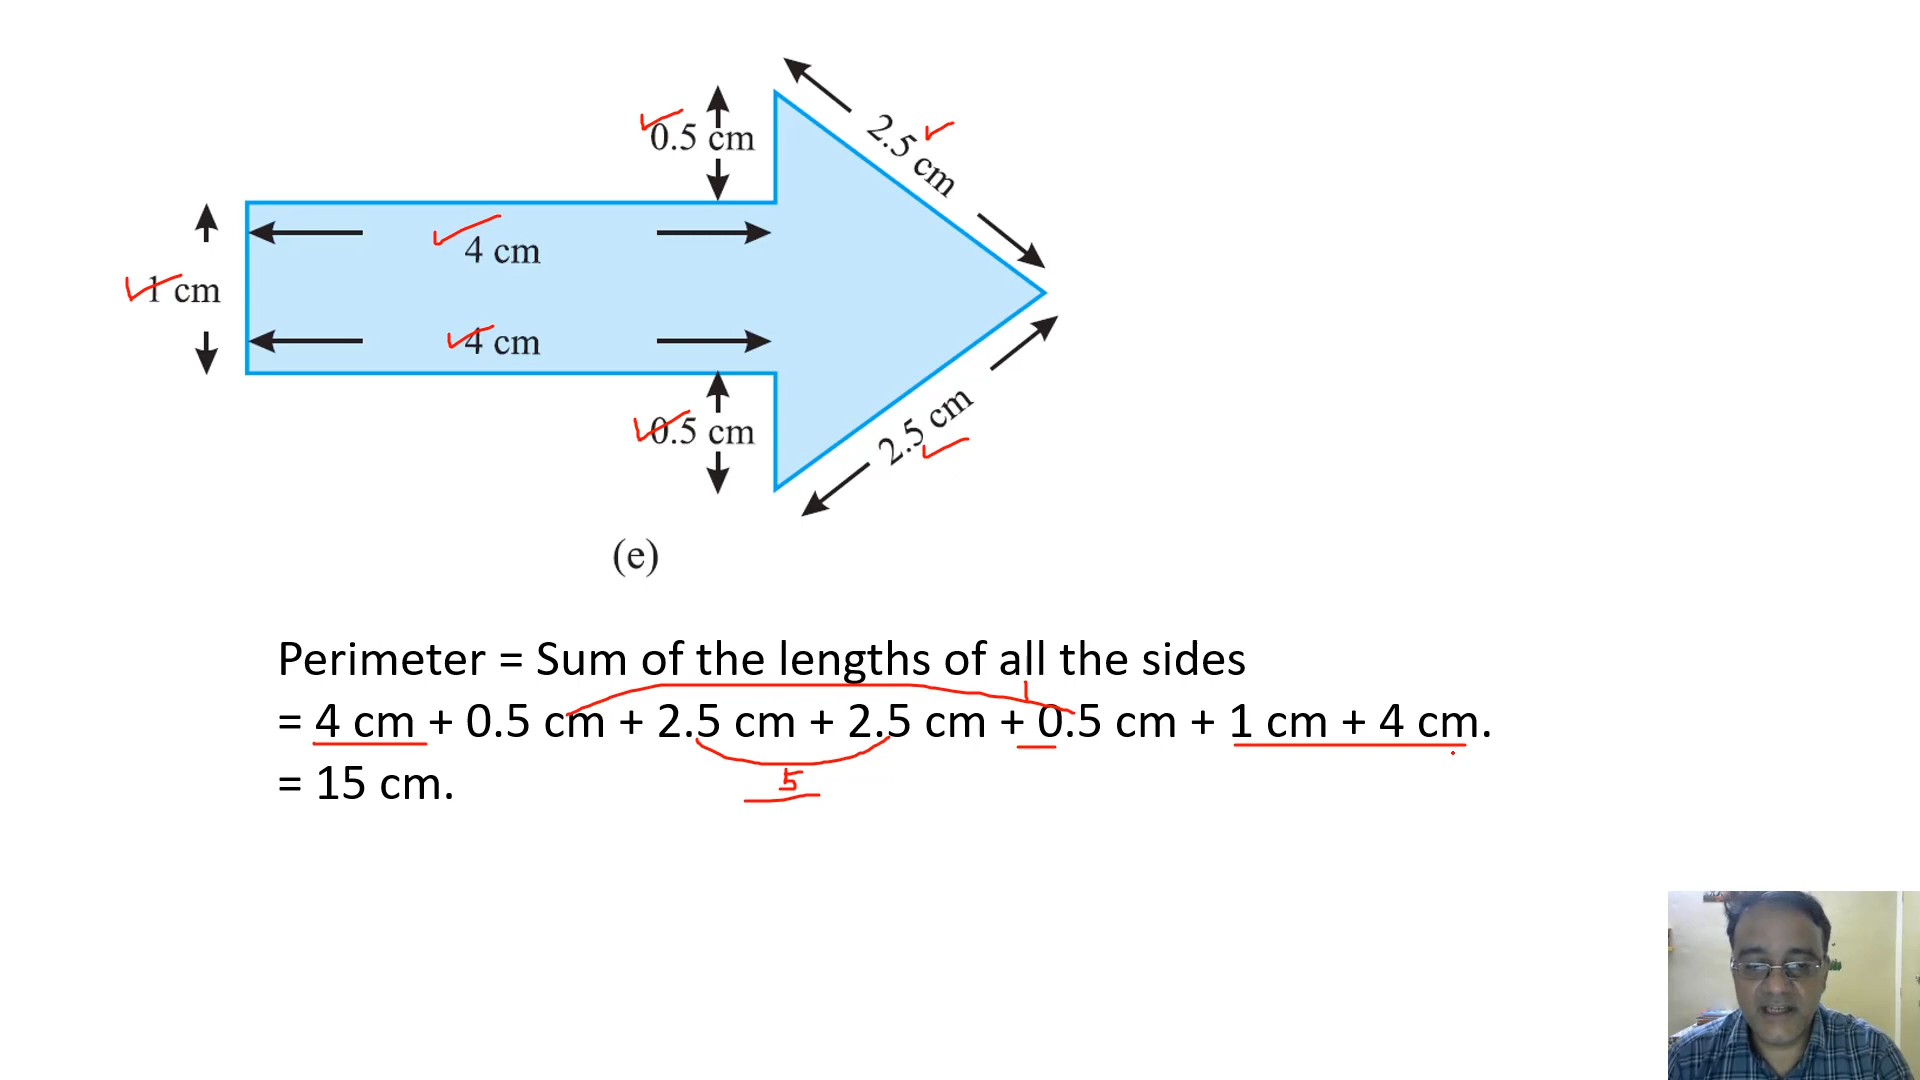 0.5 cm
2.5 cm
4 cm
1 cm
4 cm
0.5 cm
2.5 cm
(e)
Perimeter = Sum of the lengths of all the sides
1
= 4 cm + 0.5 cm + 2.5 cm + 2.5 cm + 0.5 cm + 1 cm + 4 cm.
5
= 15 cm.